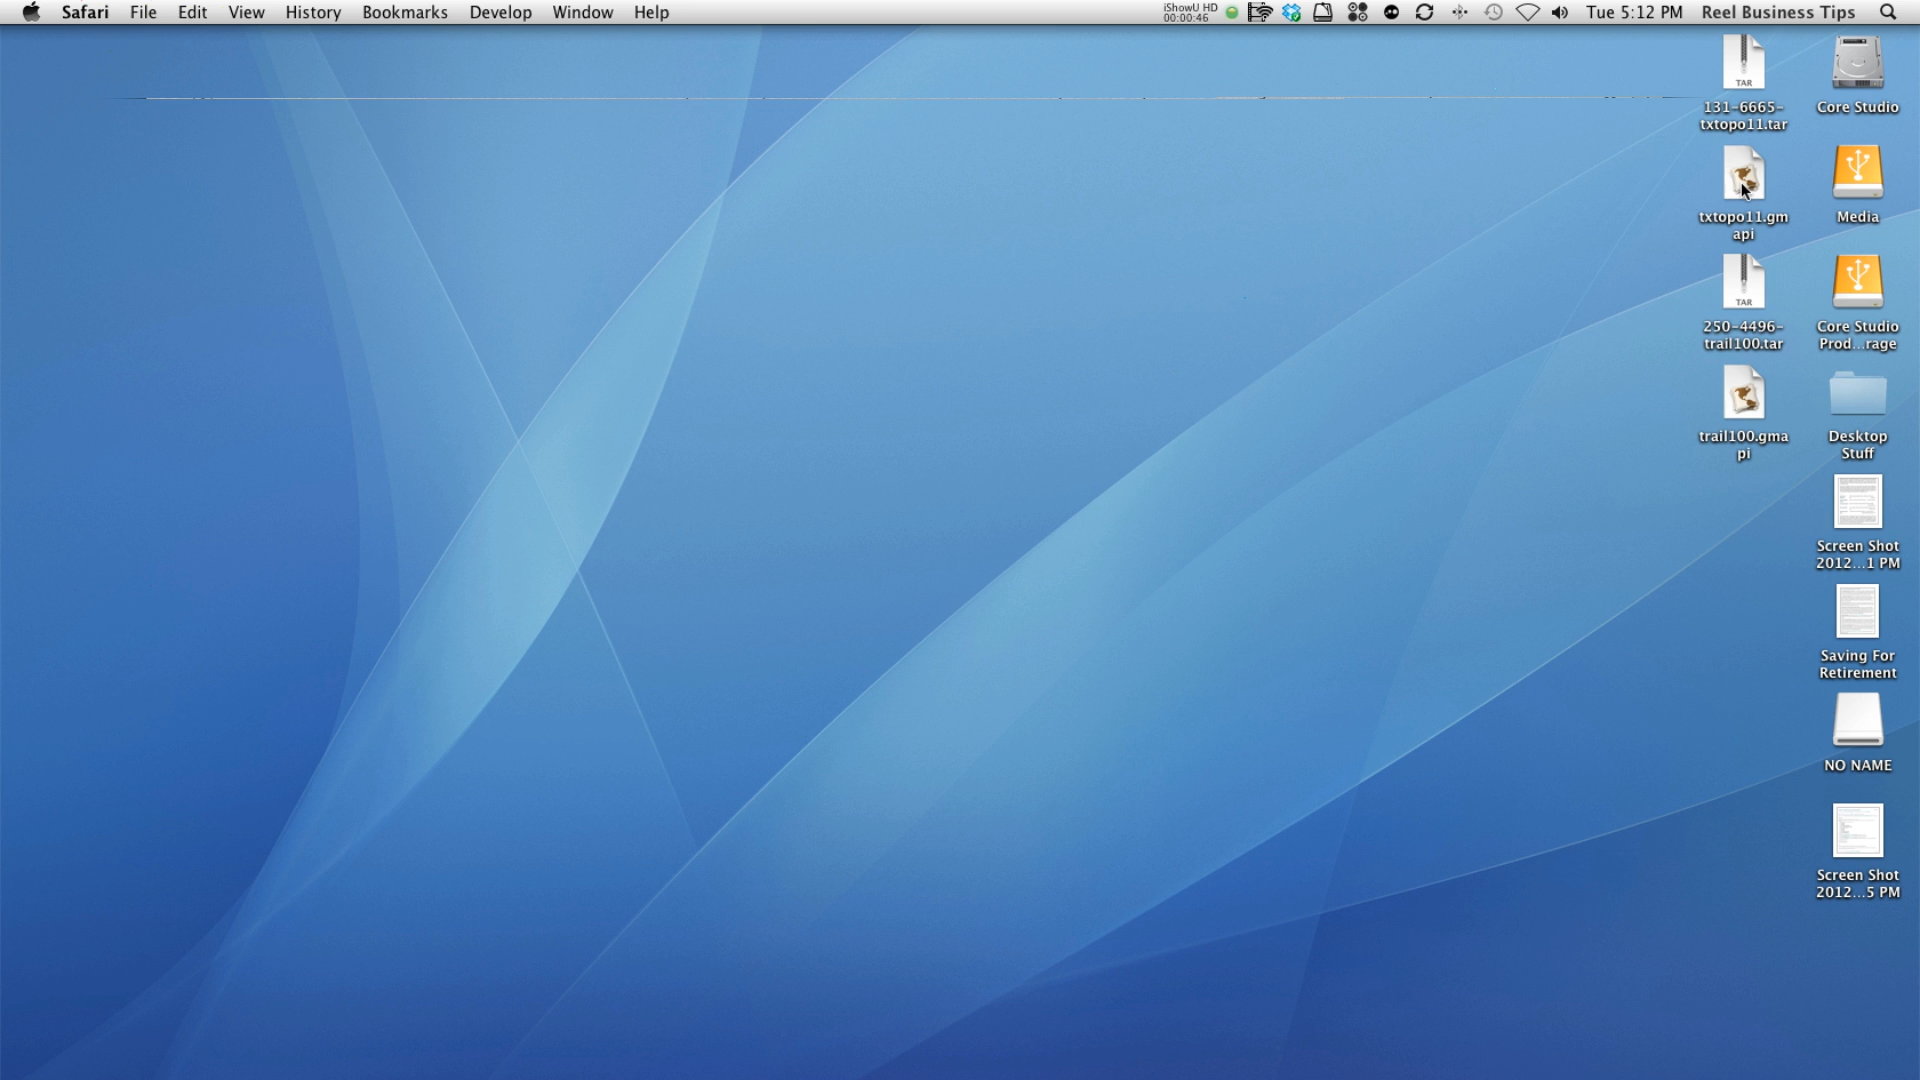 Safari File Edit View History Bookmarks Develop Window Help
iShowU HD
00:00:46
Tue 5:12 PM Reel Business Tips
TAR
131-6665-
txtopo11.tar
Core Studio
txtopo11.gm
api
Media
TAR
250-4496-
trail100.tar
Core Studio
Prod...rage
trail100.gma
pi
Desktop
Stuff
Screen Shot
2012...1 PM
Saving For
Retirement
NO NAME
Screen Shot
2012...5 PM